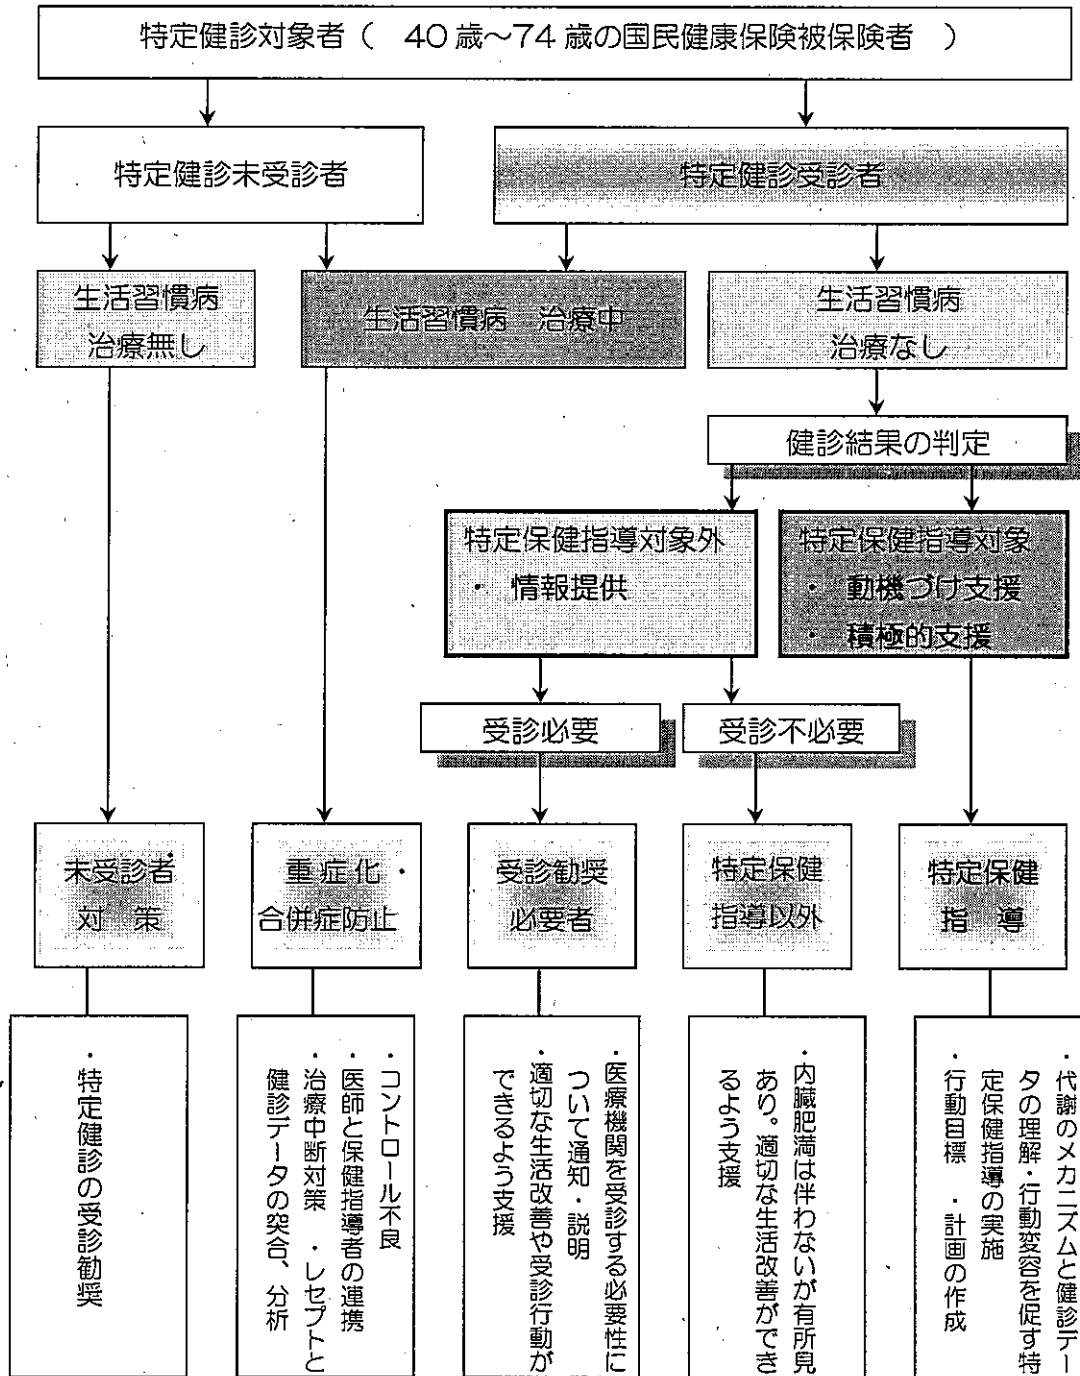 特定健診対象者（ 40歳～74歳の国民健康保険被保険者 ）
特定健診未受診者
特定健診受診者
生活習慣病
治療無し
生活習慣病 治療中
生活習慣病
治療なし
健診結果の判定
特定保健指導対象外
・ 情報提供
特定保健指導対象
・ 動機づけ支援
・ 積極的支援
受診必要
受診不必要
未受診者
対 策
重症化・
合併症防止
受診勧奨
必要者
特定保健
指導以外
特定保健
指 導
・特定健診の受診勧奨
・コントロール不良
・医師と保健指導者の連携
・治療中断対策 ・レセプトと
健診データの突合、分析
・医療機関を受診する必要性に
ついて通知・説明
・適切な生活改善や受診行動が
できるよう支援
・内臓肥満は伴わないが有所見
あり。適切な生活改善ができ
るよう支援
・代謝のメカニズムと健診デー
タの理解・行動変容を促す特
定保健指導の実施
・行動目標 ・計画の作成